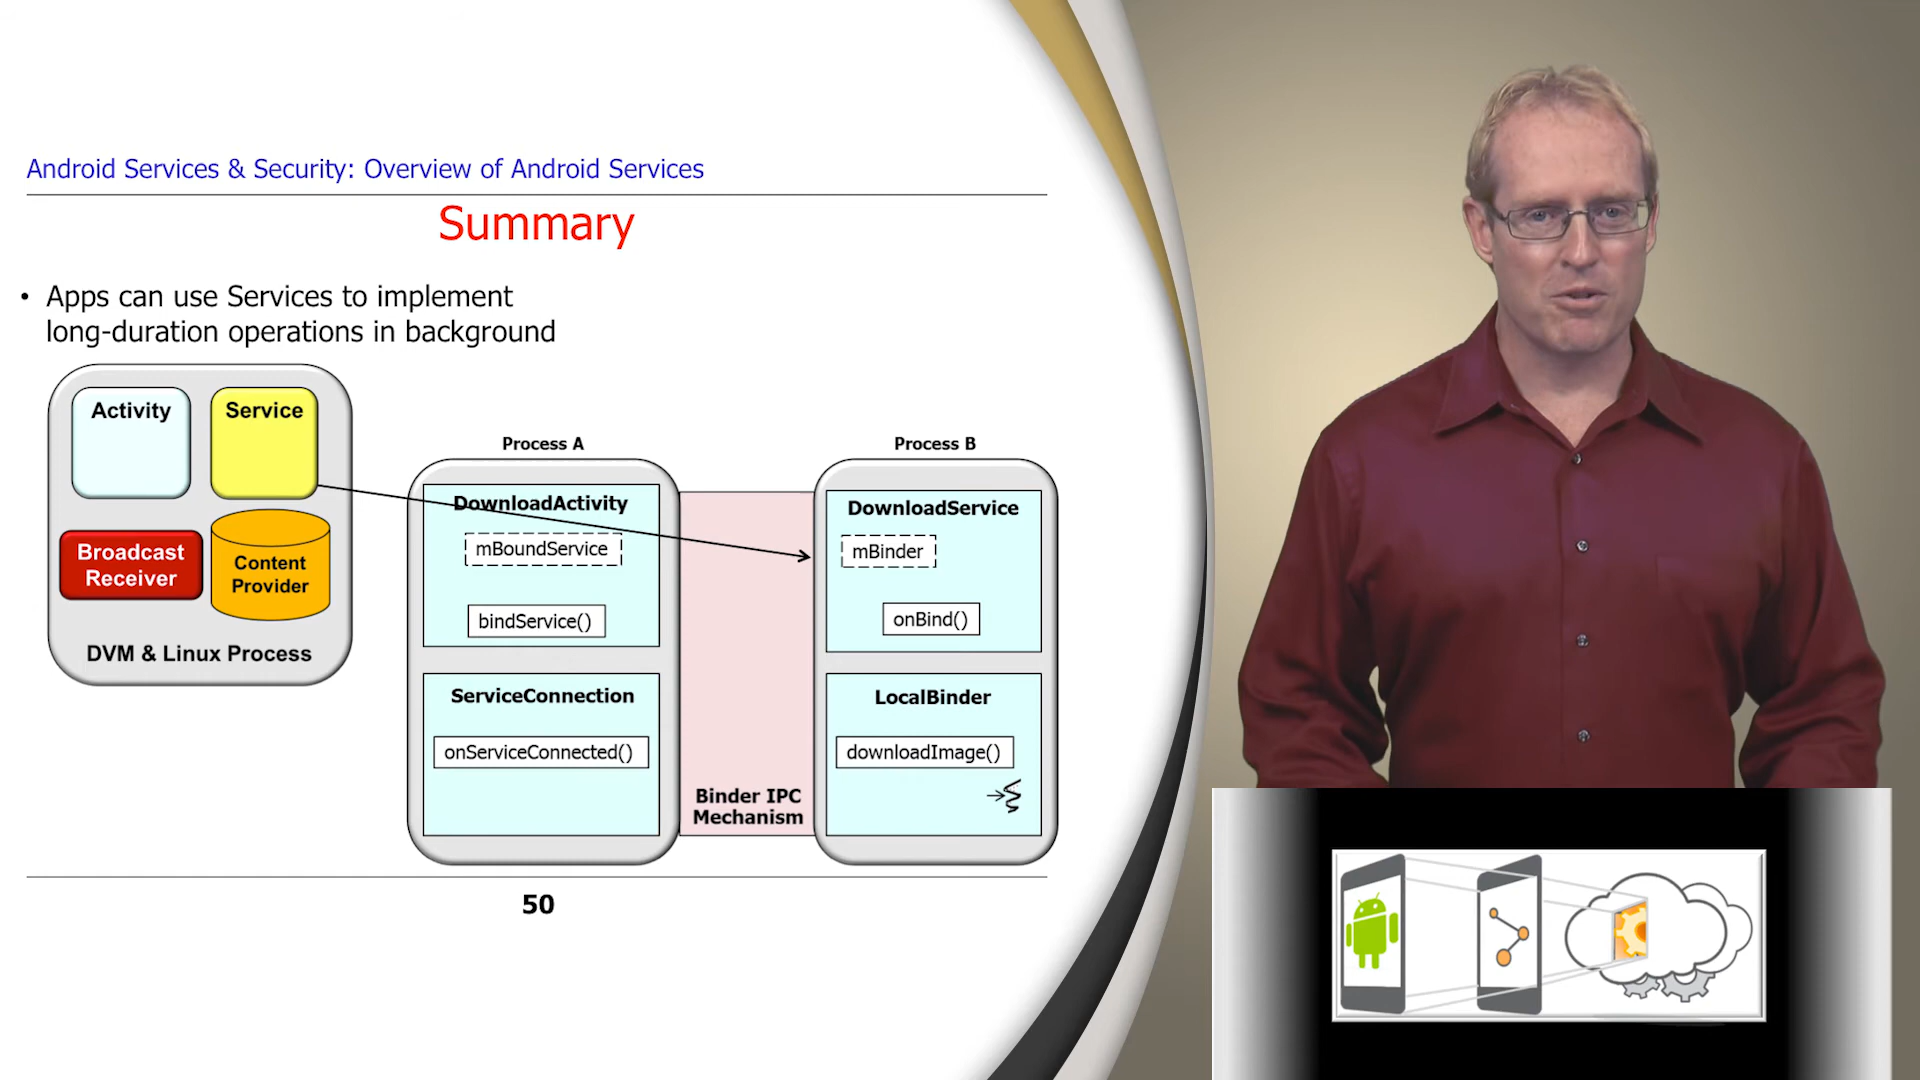 Android Services & Security: Overview of Android Services
Summary
• Apps can use Services to implement
long-duration operations in background
Activity
Service
Broadcast
Receiver
Content
Provider
DVM & Linux Process
Process A
DownloadActivity
mBoundService
bindService()
ServiceConnection
onServiceConnected()
Binder IPC
Mechanism
Process B
DownloadService
mBinder
onBind()
LocalBinder
downloadImage()
50